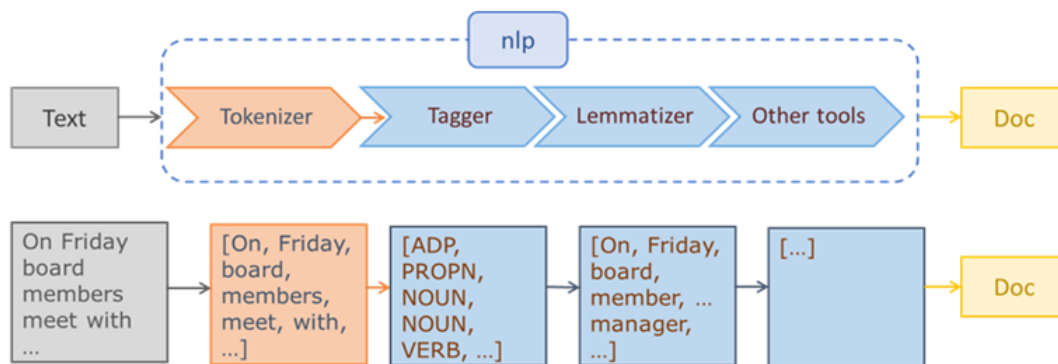 nlp
Text
Tokenizer
Tagger
Lemmatizer
Other tools
Doc
On Friday
board
members
meet with
...
[On, Friday,
board,
members,
meet, with,
...]
[ADP,
PROPN,
NOUN,
NOUN,
VERB, ...]
[On, Friday,
board,
member, ...
manager,
...]
[...]
Doc